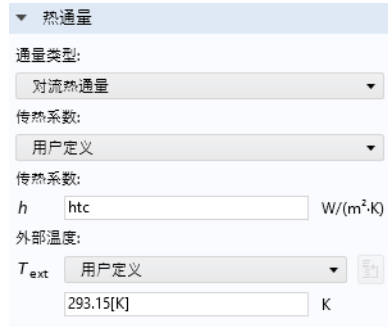 热通量
通量类型:
对流热通量
传热系数:
用户定义
传热系数:
h htc W/(m²·K)
外部温度:
Text 用户定义
293.15[K] K